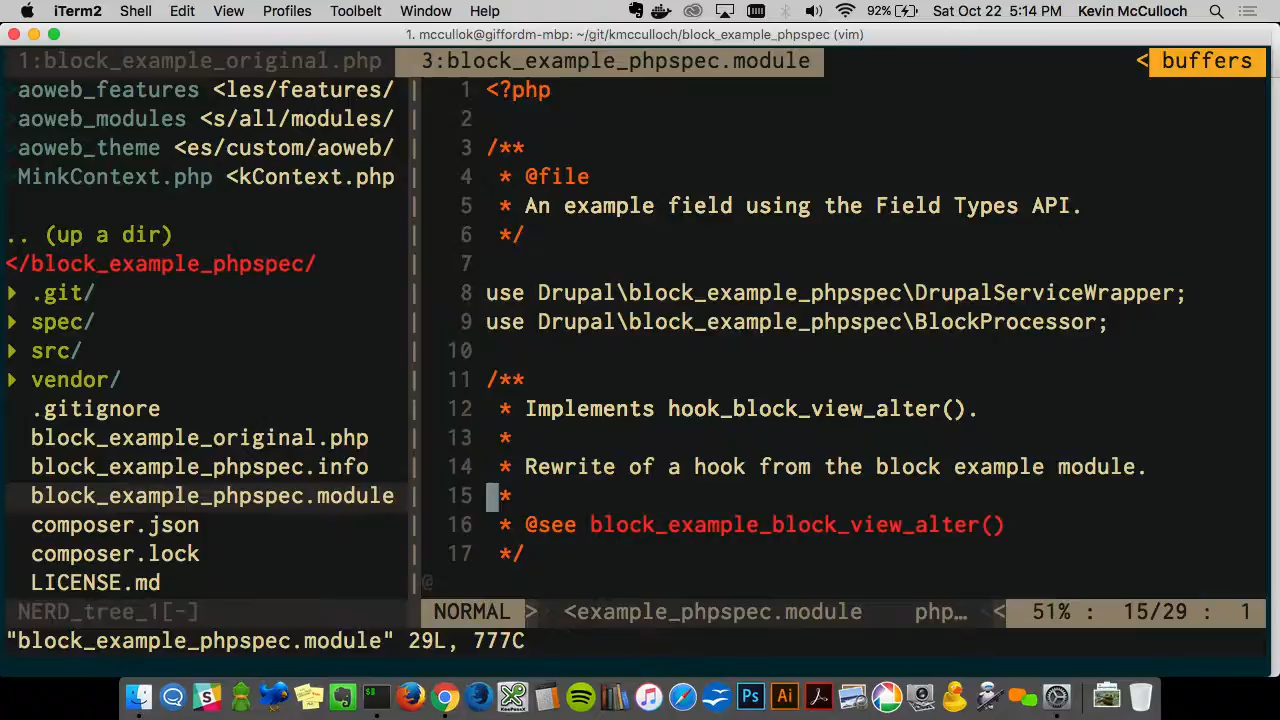 iTerm2 Shell Edit View Profiles Toolbelt Window Help 92% Sat Oct 22 5:14 PM Kevin McCulloch
1. mccullok@giffordm-mbp: ~/git/kmcculloch/block_example_phpspec (vim)
1:block_example_original.php 3:block_example_phpspec.module < buffers
aoweb_features <les/features/
aoweb_modules <s/all/modules/
aoweb_theme <es/custom/aoweb/
MinkContext.php <kContext.php
.. (up a dir)
</block_example_phpspec/
▸ .git/
▸ spec/
▸ src/
▸ vendor/
.gitignore
block_example_original.php
block_example_phpspec.info
block_example_phpspec.module
composer.json
composer.lock
LICENSE.md
1 <?php
2
3 /**
4 * @file
5 * An example field using the Field Types API.
6 */
7
8 use Drupal\block_example_phpspec\DrupalServiceWrapper;
9 use Drupal\block_example_phpspec\BlockProcessor;
10
11 /**
12 * Implements hook_block_view_alter().
13 *
14 * Rewrite of a hook from the block example module.
15 *
16 * @see block_example_block_view_alter()
17 */
@
NERD_tree_1[-] NORMAL > <example_phpspec.module php… < 51% : 15/29 : 1
"block_example_phpspec.module" 29L, 777C